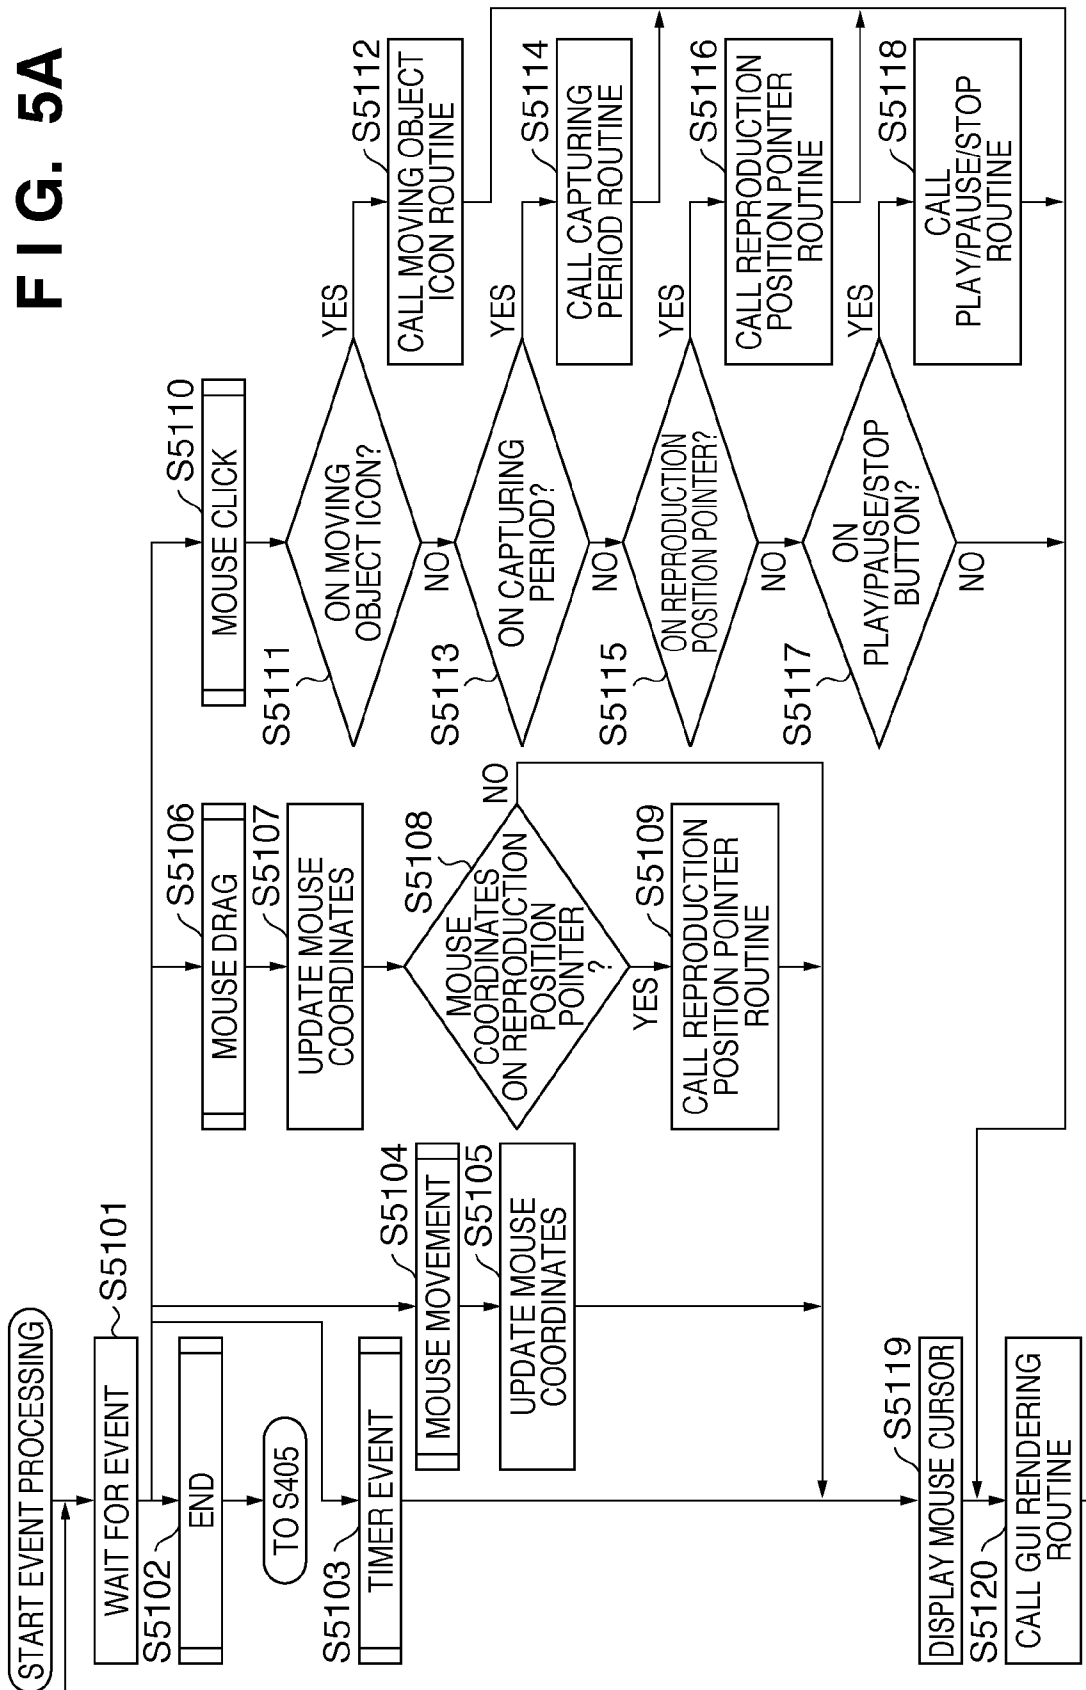 FIG. 5A
START EVENT PROCESSING
WAIT FOR EVENT
S5101
S5102
END
TO S405
S5103
TIMER EVENT
S5104
MOUSE MOVEMENT
S5105
UPDATE MOUSE
COORDINATES
S5106
MOUSE DRAG
S5107
UPDATE MOUSE
COORDINATES
S5108
MOUSE
COORDINATES
ON REPRODUCTION
POSITION
POINTER
?
NO
YES
S5109
CALL REPRODUCTION
POSITION POINTER
ROUTINE
S5110
MOUSE CLICK
S5111
ON MOVING
OBJECT ICON?
YES
NO
S5112
CALL MOVING OBJECT
ICON ROUTINE
S5113
ON CAPTURING
PERIOD?
YES
NO
S5114
CALL CAPTURING
PERIOD ROUTINE
S5115
ON REPRODUCTION
POSITION POINTER?
YES
NO
S5116
CALL REPRODUCTION
POSITION POINTER
ROUTINE
S5117
ON
PLAY/PAUSE/STOP
BUTTON?
YES
NO
S5118
CALL
PLAY/PAUSE/STOP
ROUTINE
S5119
DISPLAY MOUSE CURSOR
S5120
CALL GUI RENDERING
ROUTINE